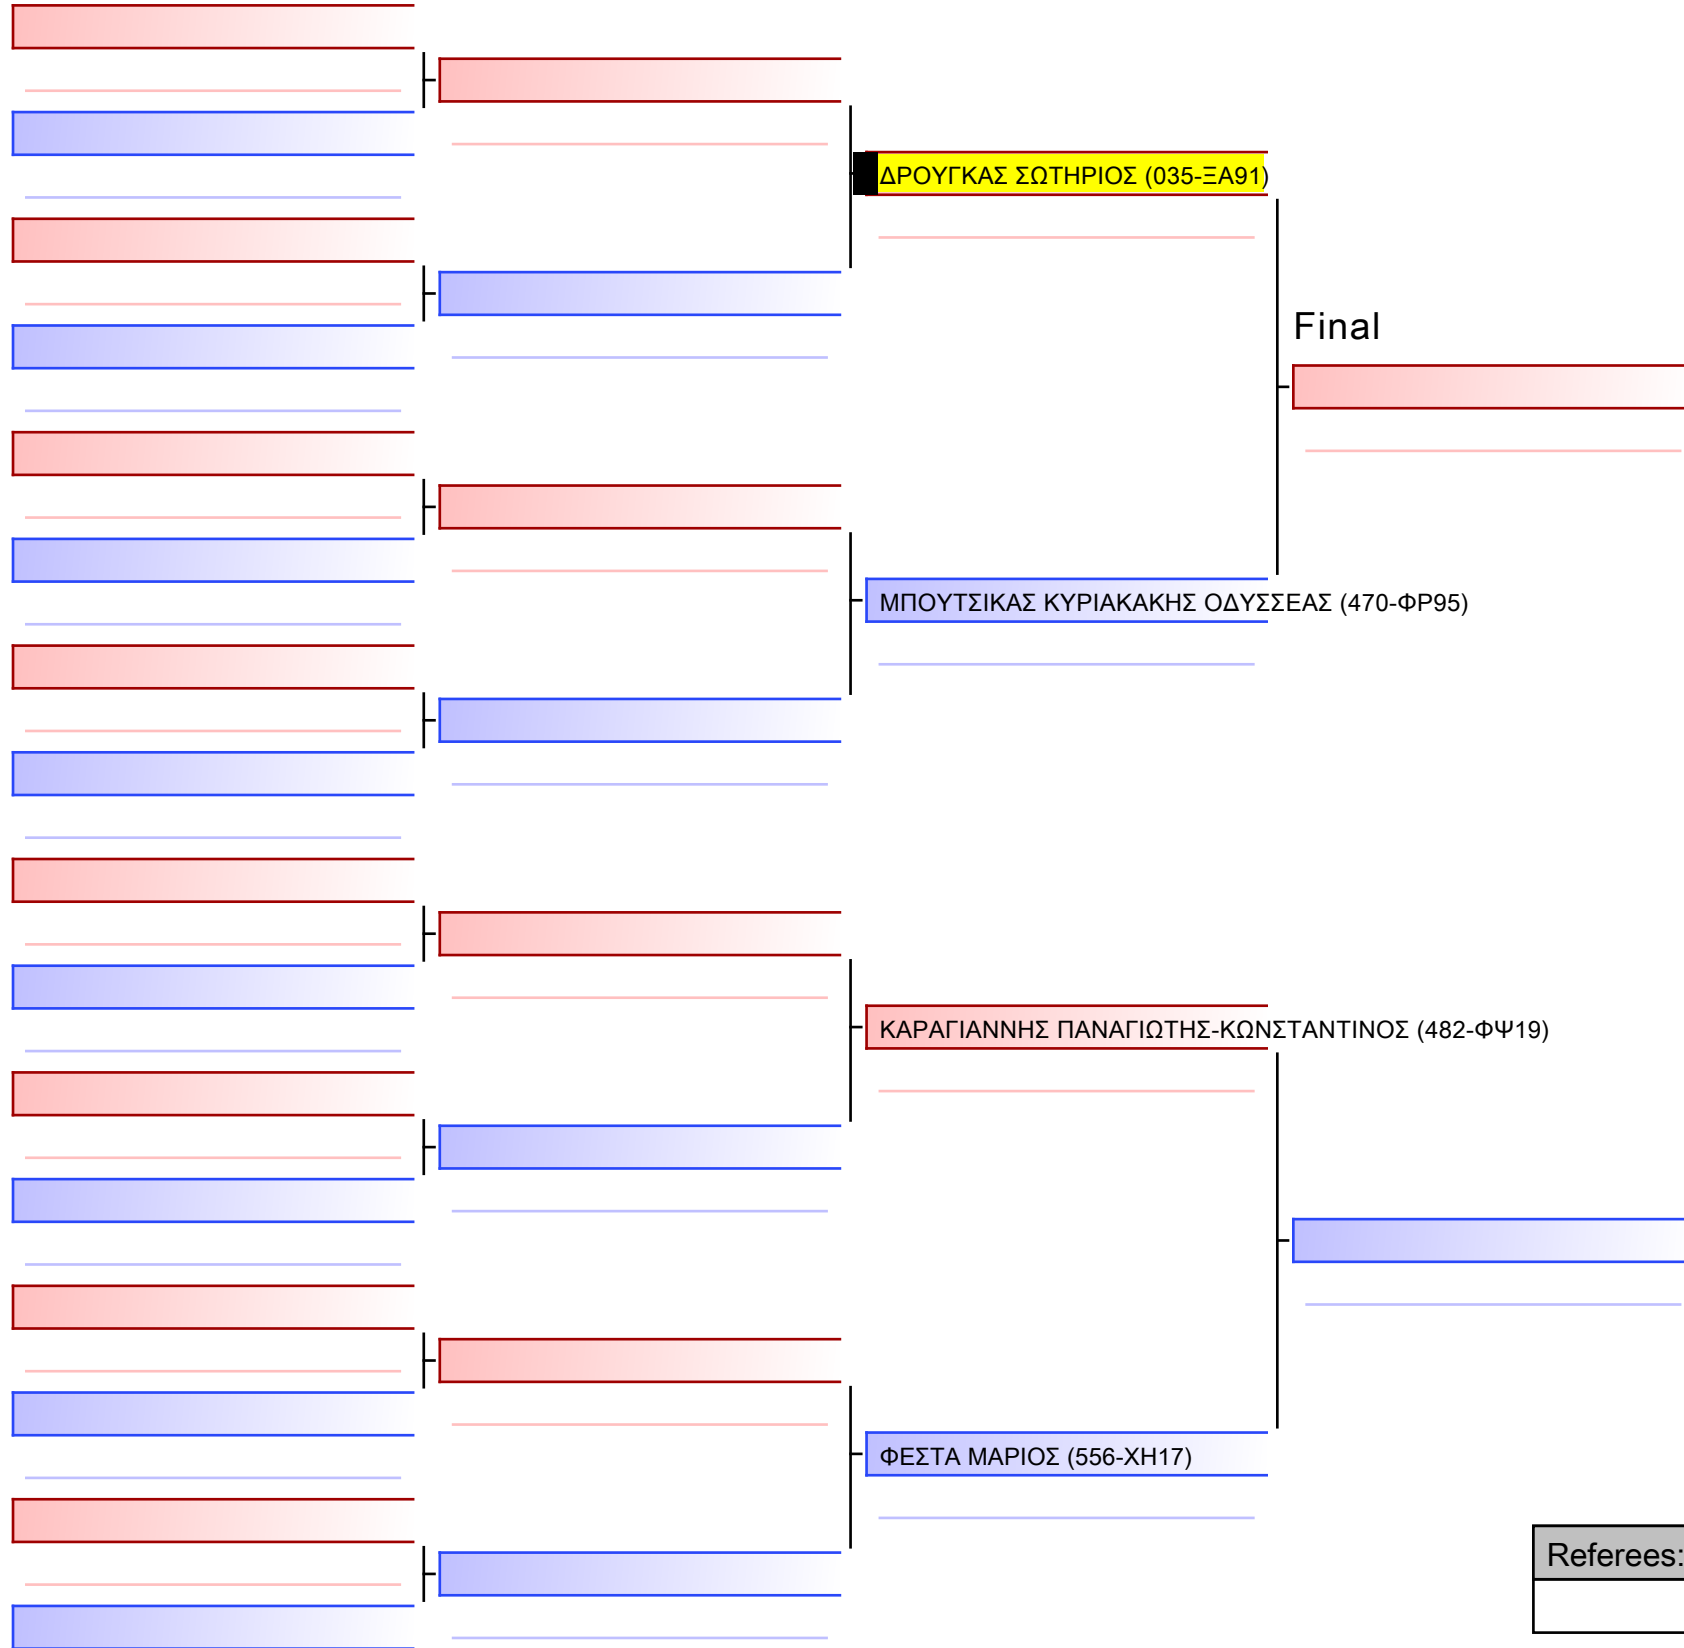 ΔΡΟΥΓΚΑΣ ΣΩΤΗΡΙΟΣ (035-ΞΑ91)
Final
ΜΠΟΥΤΣΙΚΑΣ ΚΥΡΙΑΚΑΚΗΣ ΟΔΥΣΣΕΑΣ (470-ΦΡ95)
ΚΑΡΑΓΙΑΝΝΗΣ ΠΑΝΑΓΙΩΤΗΣ-ΚΩΝΣΤΑΝΤΙΝΟΣ (482-ΦΨ19)
ΦΕΣΤΑ ΜΑΡΙΟΣ (556-ΧΗ17)
Referees: